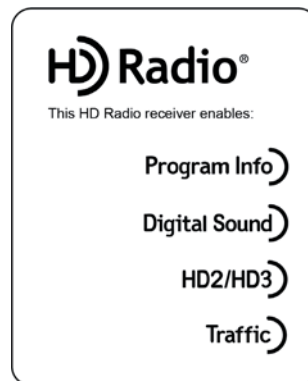 HD Radio®
This HD Radio receiver enables:
Program Info
Digital Sound
HD2/HD3
Traffic